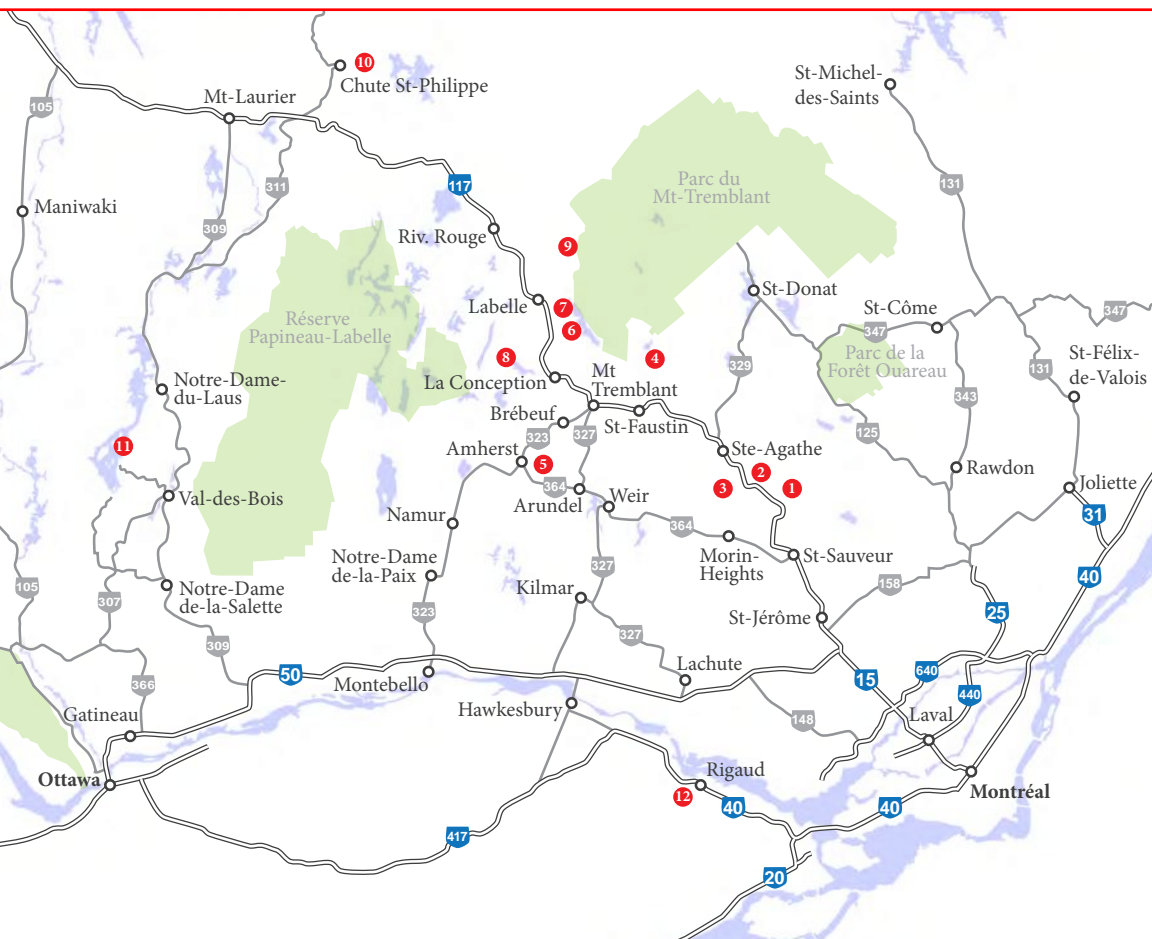 10
Chute St-Philippe
St-Michel-
des-Saints
Mt-Laurier
105
117
Parc du
Mt-Tremblant
131
311
Maniwaki
309
Riv. Rouge
9
St-Donat
Labelle
7
6
St-Côme
347
347
Réserve
Papineau-Labelle
8
4
Parc de la
Forêt Ouareau
St-Félix-
de-Valois
329
131
La Conception
Mt
Tremblant
Notre-Dame-
du-Laus
343
Brébeuf
St-Faustin
323
327
125
11
Amherst
5
Ste-Agathe
2
Rawdon
364
3
1
Joliette
Val-des-Bois
Arundel
Weir
31
Namur
364
Morin-
Heights
St-Sauveur
Notre-Dame
de-la-Paix
327
40
105
Notre-Dame
de-la-Salette
Kilmar
158
307
323
25
St-Jérôme
327
309
Lachute
640
50
Montebello
15
366
440
Hawkesbury
148
Gatineau
Laval
Ottawa
Rigaud
Montréal
12
40
40
417
20